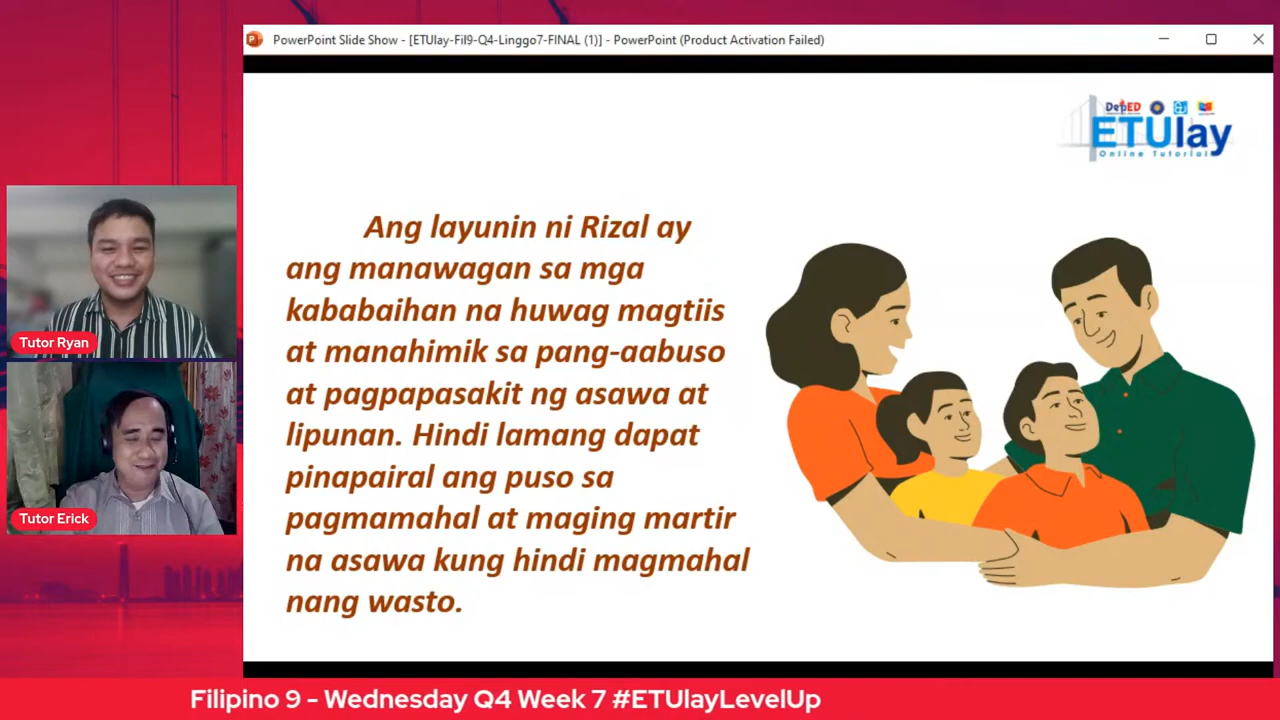 PowerPoint Slide Show - [ETUlay-Fil9-Q4-Linggo7-FINAL (1)] - PowerPoint (Product Activation Failed)
DepED
ETUlay
Online Tutorial
Ang layunin ni Rizal ay
ang manawagan sa mga
kababaihan na huwag magtiis
at manahimik sa pang-aabuso
at pagpapasakit ng asawa at
lipunan. Hindi lamang dapat
pinapairal ang puso sa
pagmamahal at maging martir
na asawa kung hindi magmahal
nang wasto.
Tutor Ryan
Tutor Erick
Filipino 9 - Wednesday Q4 Week 7 #ETUlayLevelUp